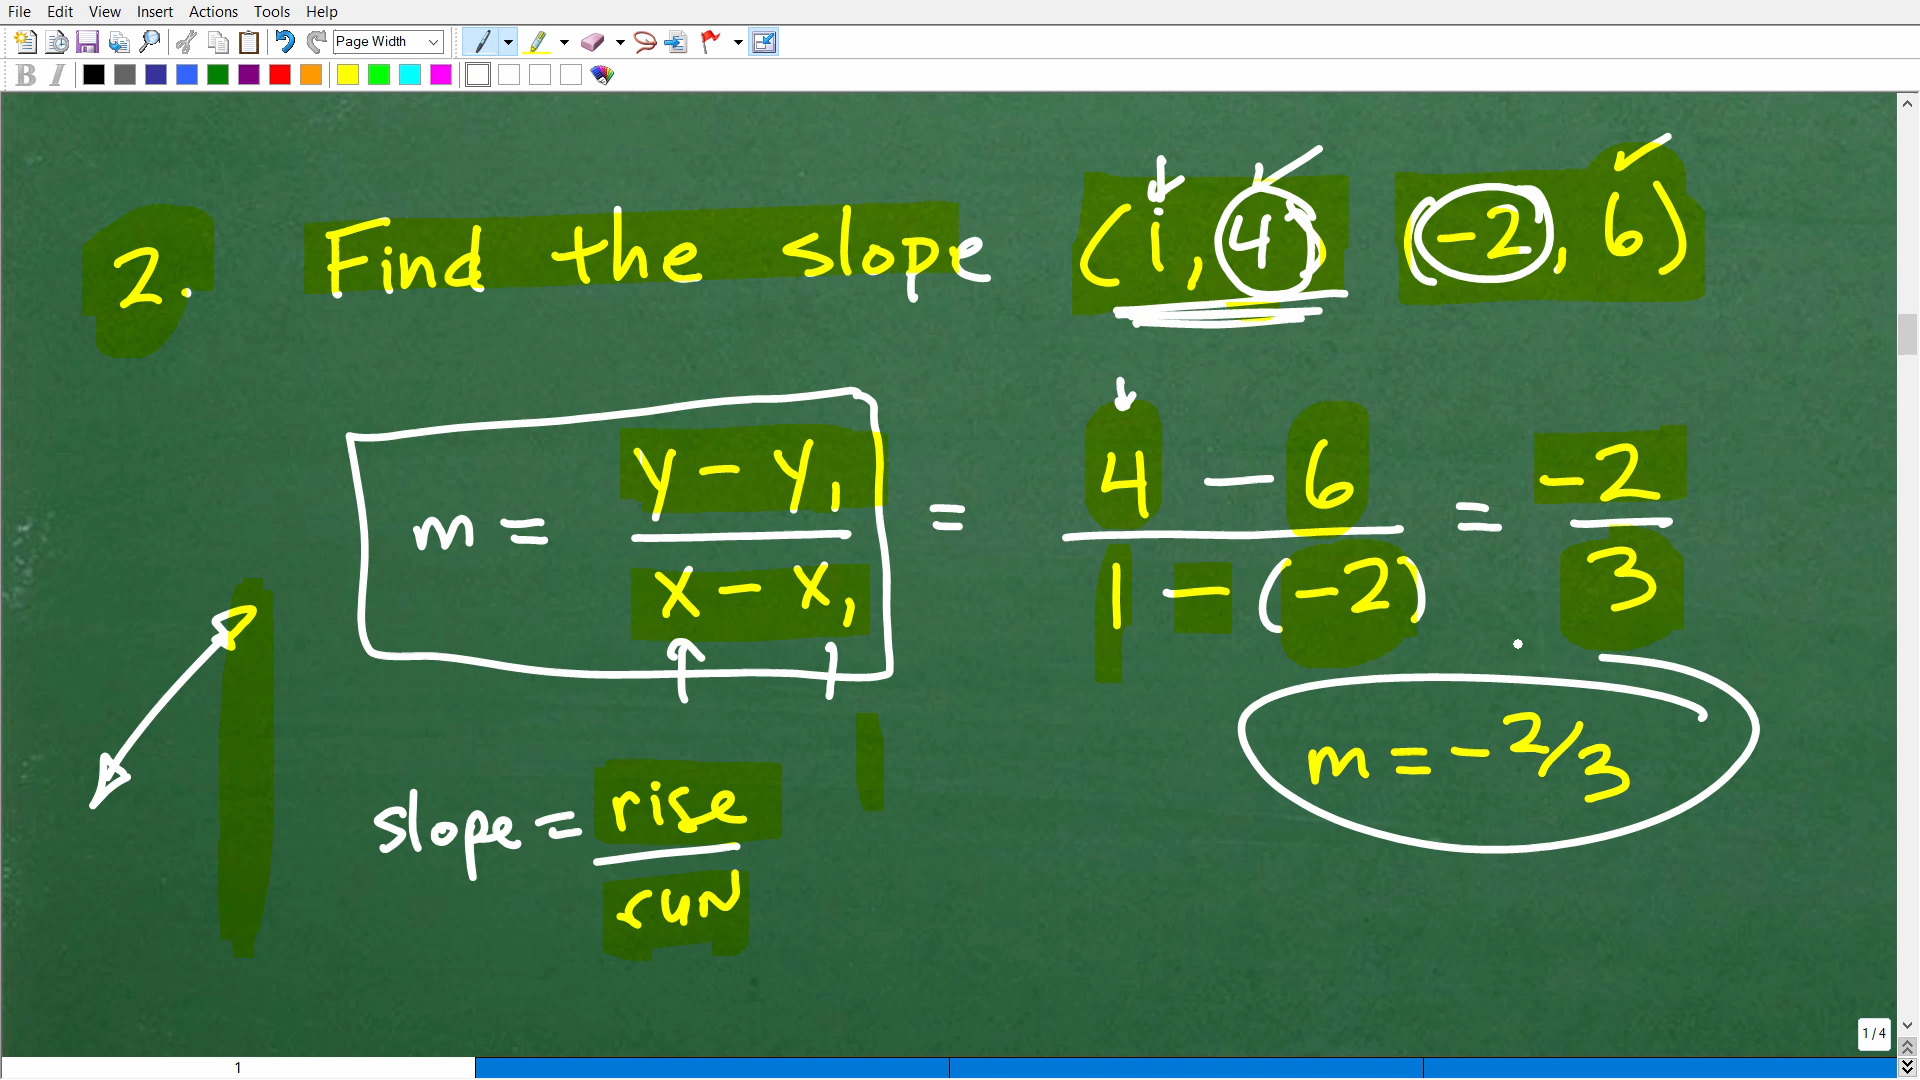 File Edit View Insert Actions Tools Help
Page Width
B I
2. Find the slope (1, 4) (-2, 6)
m = y - y₁ / x - x₁ = 4 - 6 / 1 - (-2) = -2 / 3
m = -2/3
slope = rise / run
1 / 4
1